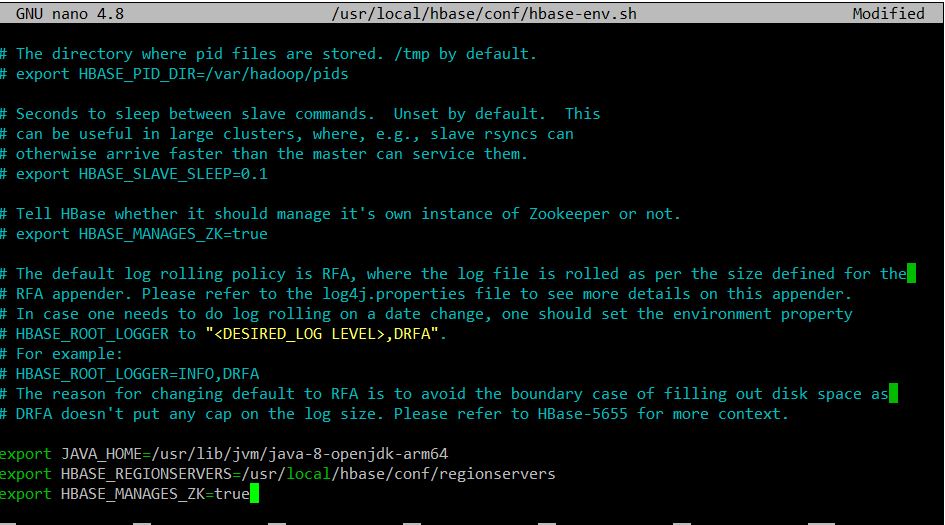 GNU nano 4.8 /usr/local/hbase/conf/hbase-env.sh Modified
# The directory where pid files are stored. /tmp by default.
# export HBASE_PID_DIR=/var/hadoop/pids
# Seconds to sleep between slave commands.  Unset by default.  This
# can be useful in large clusters, where, e.g., slave rsyncs can
# otherwise arrive faster than the master can service them.
# export HBASE_SLAVE_SLEEP=0.1
# Tell HBase whether it should manage it's own instance of Zookeeper or not.
# export HBASE_MANAGES_ZK=true
# The default log rolling policy is RFA, where the log file is rolled as per the size defined for the
# RFA appender. Please refer to the log4j.properties file to see more details on this appender.
# In case one needs to do log rolling on a date change, one should set the environment property
# HBASE_ROOT_LOGGER to "<DESIRED_LOG LEVEL>,DRFA".
# For example:
# HBASE_ROOT_LOGGER=INFO,DRFA
# The reason for changing default to RFA is to avoid the boundary case of filling out disk space as
# DRFA doesn't put any cap on the log size. Please refer to HBase-5655 for more context.
export JAVA_HOME=/usr/lib/jvm/java-8-openjdk-arm64
export HBASE_REGIONSERVERS=/usr/local/hbase/conf/regionservers
export HBASE_MANAGES_ZK=true